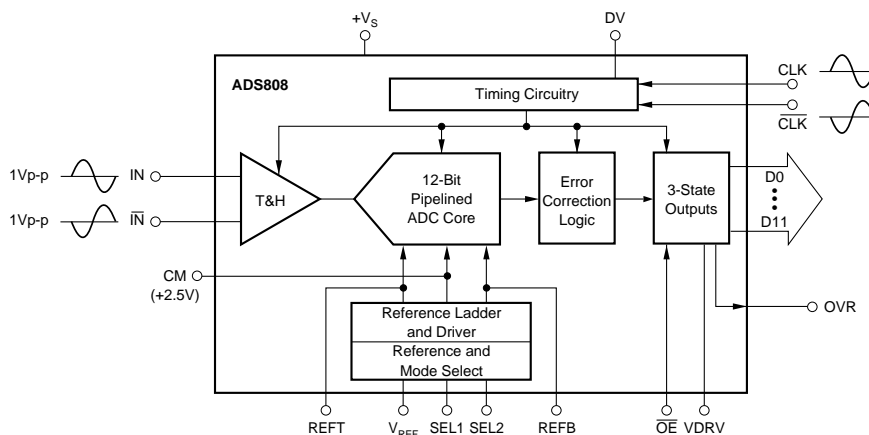 +VS
DV
ADS808
CLK
Timing Circuitry
CLK
1Vp-p
IN
T&H
12-Bit
Pipelined
ADC Core
Error
Correction
Logic
3-State
Outputs
D0
D11
1Vp-p
IN
CM
(+2.5V)
Reference Ladder
and Driver
Reference and
Mode Select
OVR
REFT
VREF
SEL1
SEL2
REFB
OE
VDRV